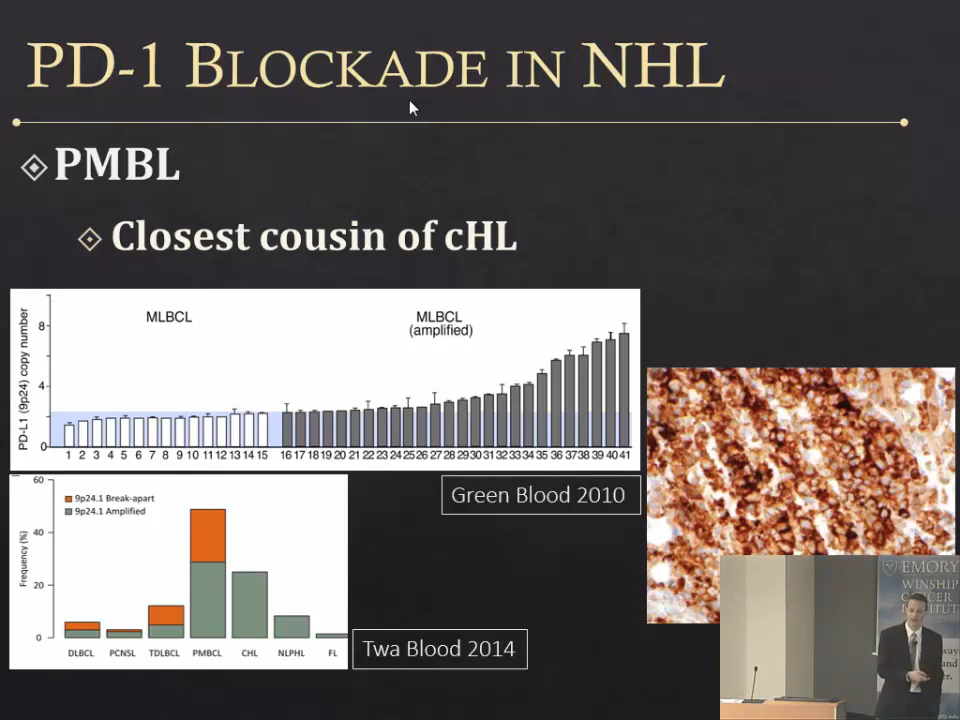 PD-1 BLOCKADE IN NHL
PMBL
Closest cousin of cHL
PD-L1 (9p24) copy number
8
4
0
MLBCL
MLBCL
(amplified)
1 2 3 4 5 6 7 8 9 10 11 12 13 14 15 16 17 18 19 20 21 22 23 24 25 26 27 28 29 30 31 32 33 34 35 36 37 38 39 40 41
Green Blood 2010
Frequency (%)
60
40
20
0
9p24.1 Break-apart
9p24.1 Amplified
DLBCL PCNSL TDLBCL PMBCL CHL NLPHL FL
Twa Blood 2014
EMORY
WINSHIP
CANCER